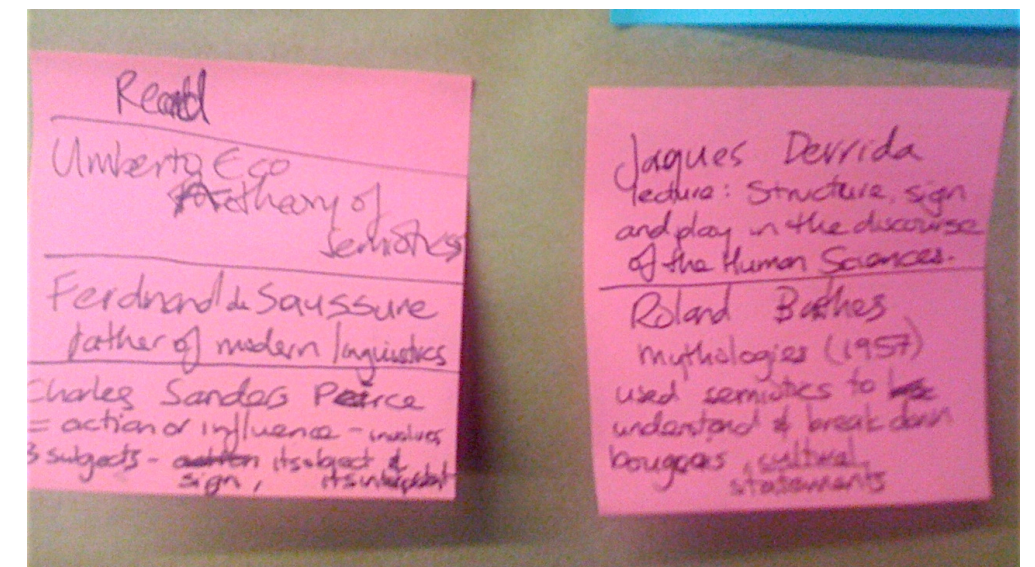 Read
Umberto Eco
theory of
Semiotics
Ferdinand de Saussure
father of modern linguistics
Charles Sanders Peirce
= action or influence - involves
3 subjects - its object &
sign, its interpretant
Jaques Derrida
lecture: Structure, sign
and play in the discourse
of the Human Sciences.
Roland Bathes
Mythologies (1957)
used semiotics to
understand & break down
cultural
statements